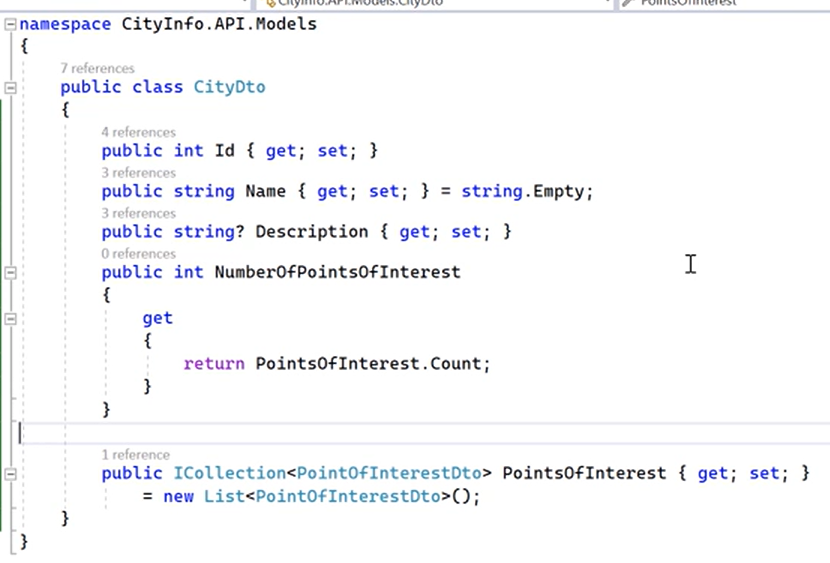 CityInfo.API.Models.CityDto PointsOfInterest
namespace CityInfo.API.Models
{
7 references
public class CityDto
{
4 references
public int Id { get; set; }
3 references
public string Name { get; set; } = string.Empty;
3 references
public string? Description { get; set; }
0 references
public int NumberOfPointsOfInterest
{
get
{
return PointsOfInterest.Count;
}
}
1 reference
public ICollection<PointOfInterestDto> PointsOfInterest { get; set; }
= new List<PointOfInterestDto>();
}
}